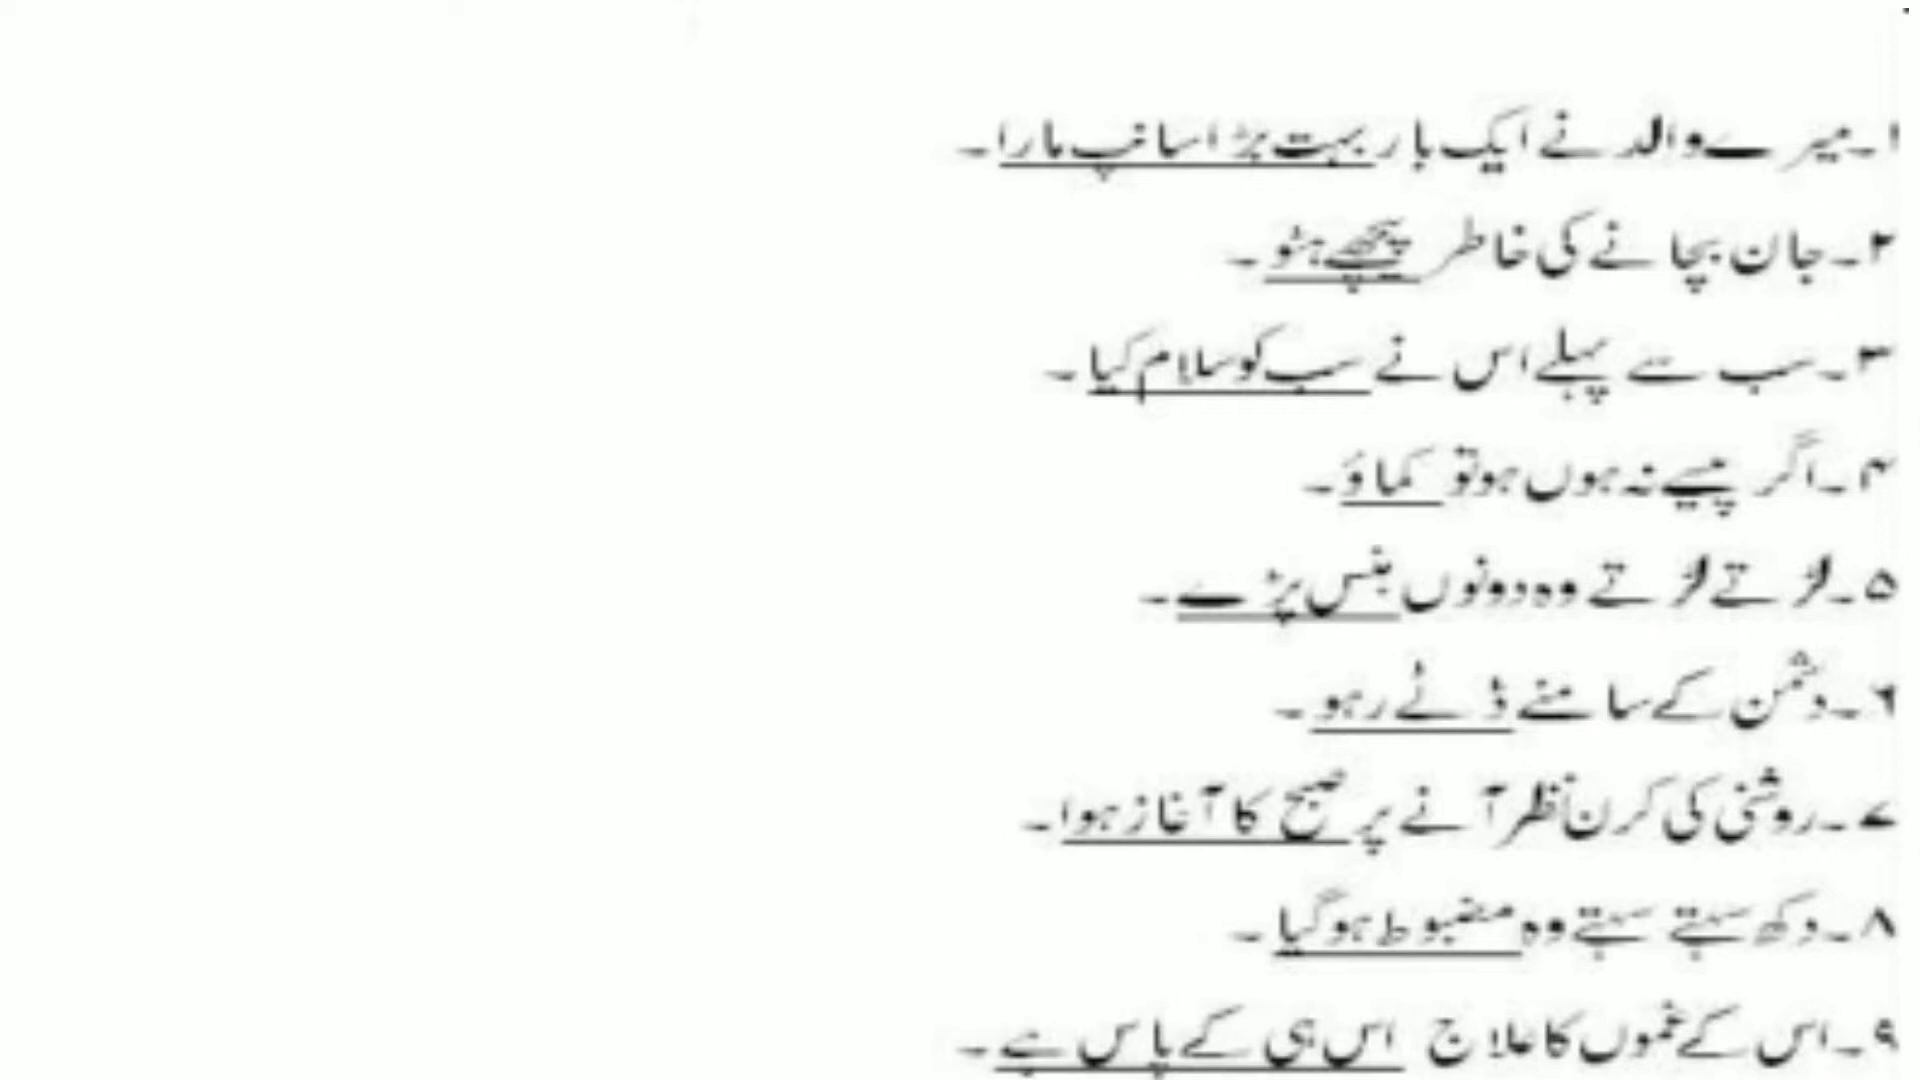 ۱۔میرے والد نے ایک بار بہت بڑا سانپ مارا۔
۲۔جان بچانے کی خاطر پیچھے ہٹو۔
۳۔سب سے پہلے اس نے سب کو سلام کیا۔
۴۔اگر پیسے نہ ہوں ہوتو کماؤ۔
۵۔لڑتے لڑتے وہ دونوں ہنس پڑے۔
۶۔دشمن کے سامنے ڈٹے رہو۔
۷۔روشنی کی کرن نظر آنے پر صبح کا آغاز ہوا۔
۸۔دکھ سہتے سہتے وہ مضبوط ہو گیا۔
۹۔اس کے غموں کا علاج اس ہی کے پاس ہے۔